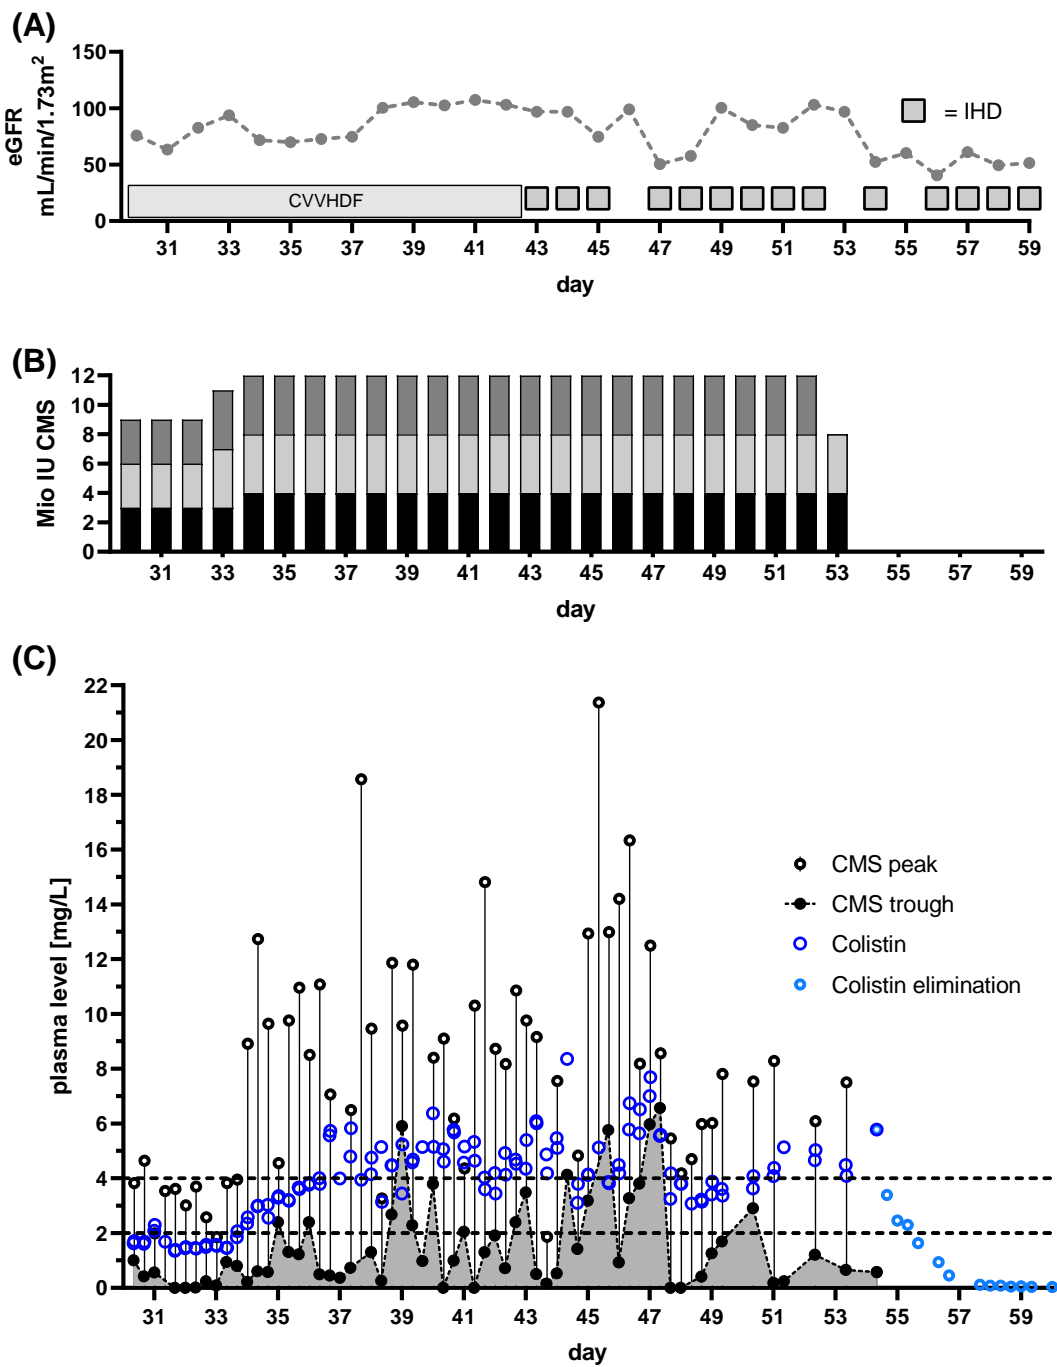 (A)
150
100
50
0
eGFR
mL/min/1.73m²
= IHD
CVVHDF
31 33 35 37 39 41 43 45 47 49 51 53 55 57 59
day
(B)
12
10
8
6
4
2
0
Mio IU CMS
31 33 35 37 39 41 43 45 47 49 51 53 55 57 59
day
(C)
22
20
18
16
14
12
10
8
6
4
2
0
plasma level [mg/L]
CMS peak
CMS trough
Colistin
Colistin elimination
31 33 35 37 39 41 43 45 47 49 51 53 55 57 59
day